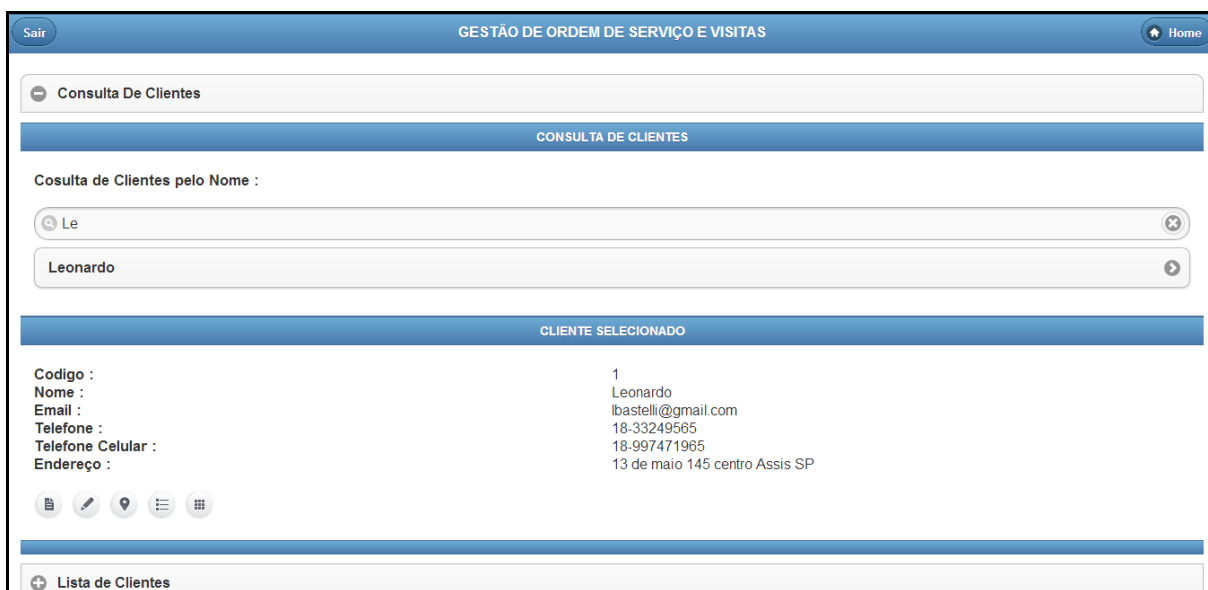 Sair GESTÃO DE ORDEM DE SERVIÇO E VISITAS Home
Consulta De Clientes
CONSULTA DE CLIENTES
Cosulta de Clientes pelo Nome :
Le
Leonardo
CLIENTE SELECIONADO
Codigo : 1
Nome : Leonardo
Email : lbastelli@gmail.com
Telefone : 18-33249565
Telefone Celular : 18-997471965
Endereço : 13 de maio 145 centro Assis SP
Lista de Clientes